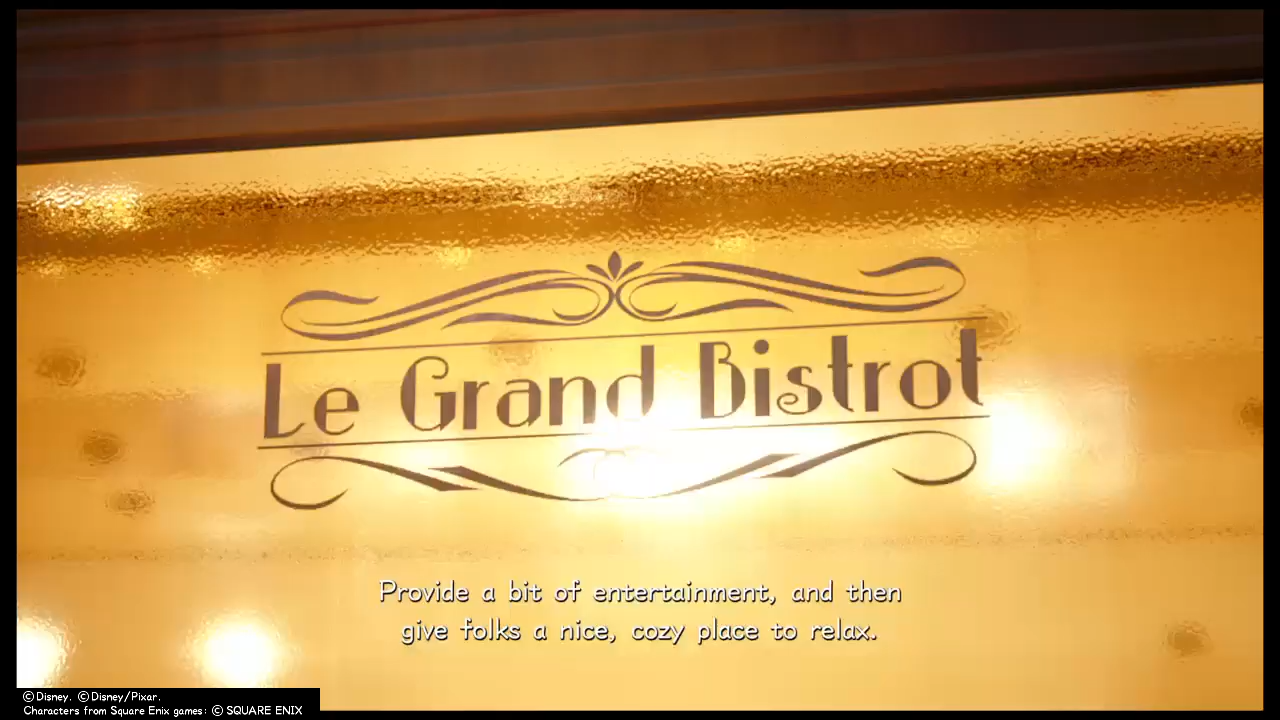 Le Grand Bistrot
Provide a bit of entertainment, and then
give folks a nice, cozy place to relax.
©Disney. ©Disney/Pixar.
Characters from Square Enix games: © SQUARE ENIX